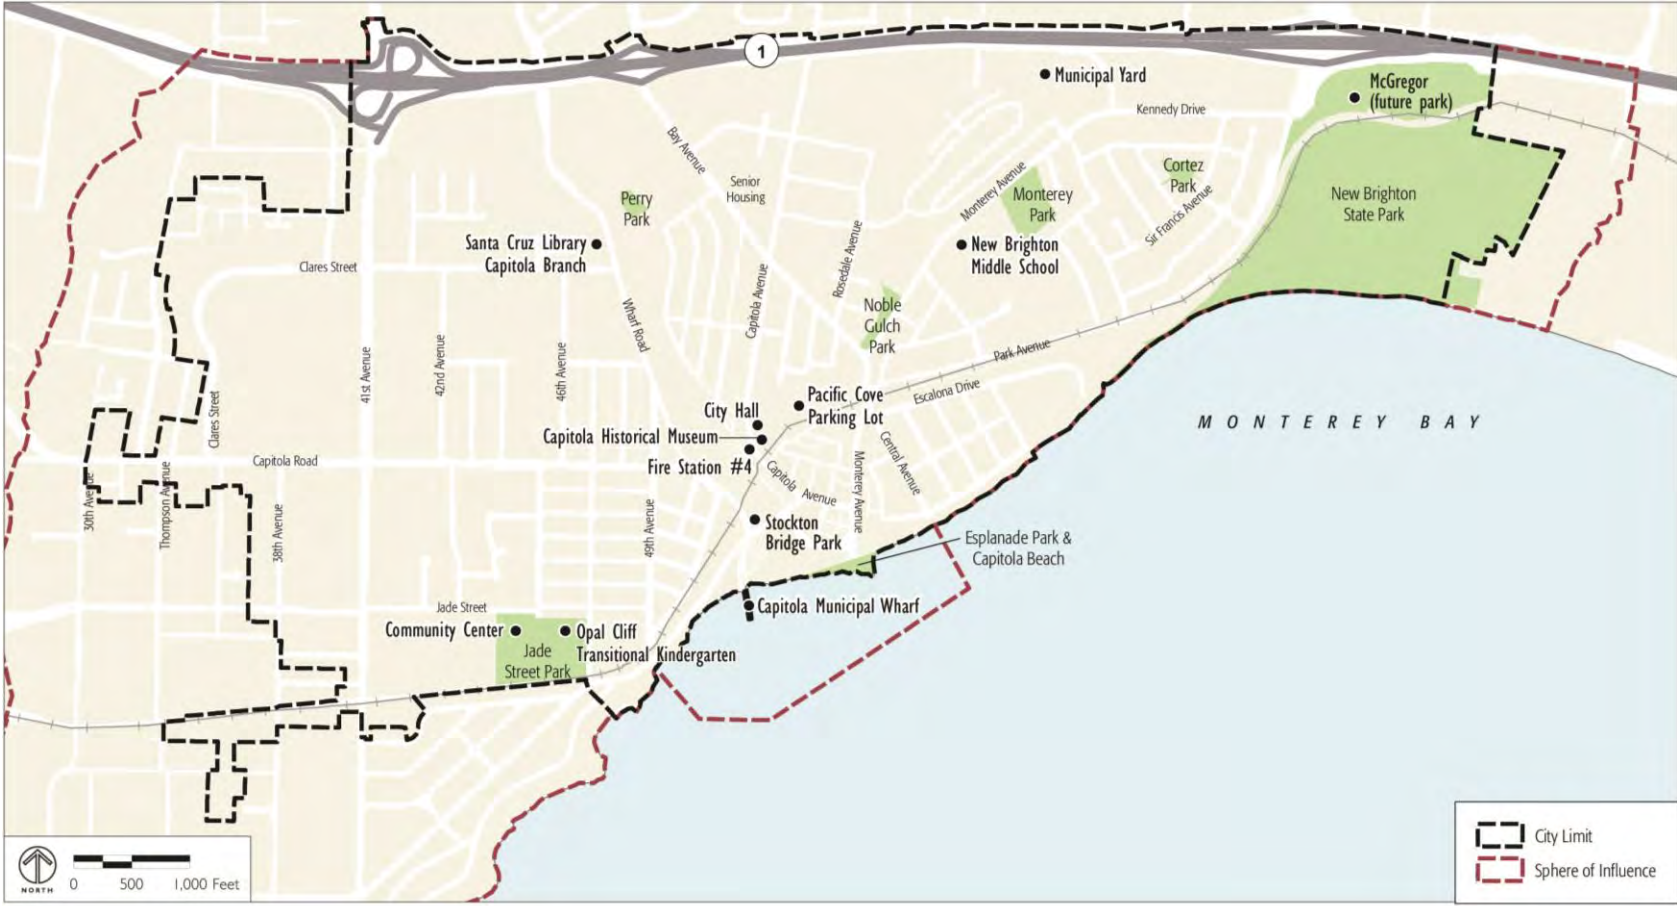 1
Municipal Yard
McGregor
(future park)
Kennedy Drive
Bay Avenue
Senior
Housing
Perry
Park
Monterey Avenue
Monterey
Park
Cortez
Park
Sir Francis Avenue
New Brighton
State Park
Santa Cruz Library
Capitola Branch
New Brighton
Middle School
Clares Street
Rosedale Avenue
Capitola Avenue
Wharf Road
Noble
Gulch
Park
41st Avenue
42nd Avenue
46th Avenue
Park Avenue
Escalona Drive
Clares Street
Pacific Cove
Parking Lot
City Hall
Capitola Historical Museum
Fire Station #4
MONTEREY BAY
Capitola Road
Capitola Avenue
Monterey Avenue
Central Avenue
30th Avenue
Thompson Avenue
38th Avenue
49th Avenue
Stockton
Bridge Park
Esplanade Park &
Capitola Beach
Jade Street
Capitola Municipal Wharf
Community Center
Opal Cliff
Transitional Kindergarten
Jade
Street Park
City Limit
Sphere of Influence
NORTH
0 500 1,000 Feet